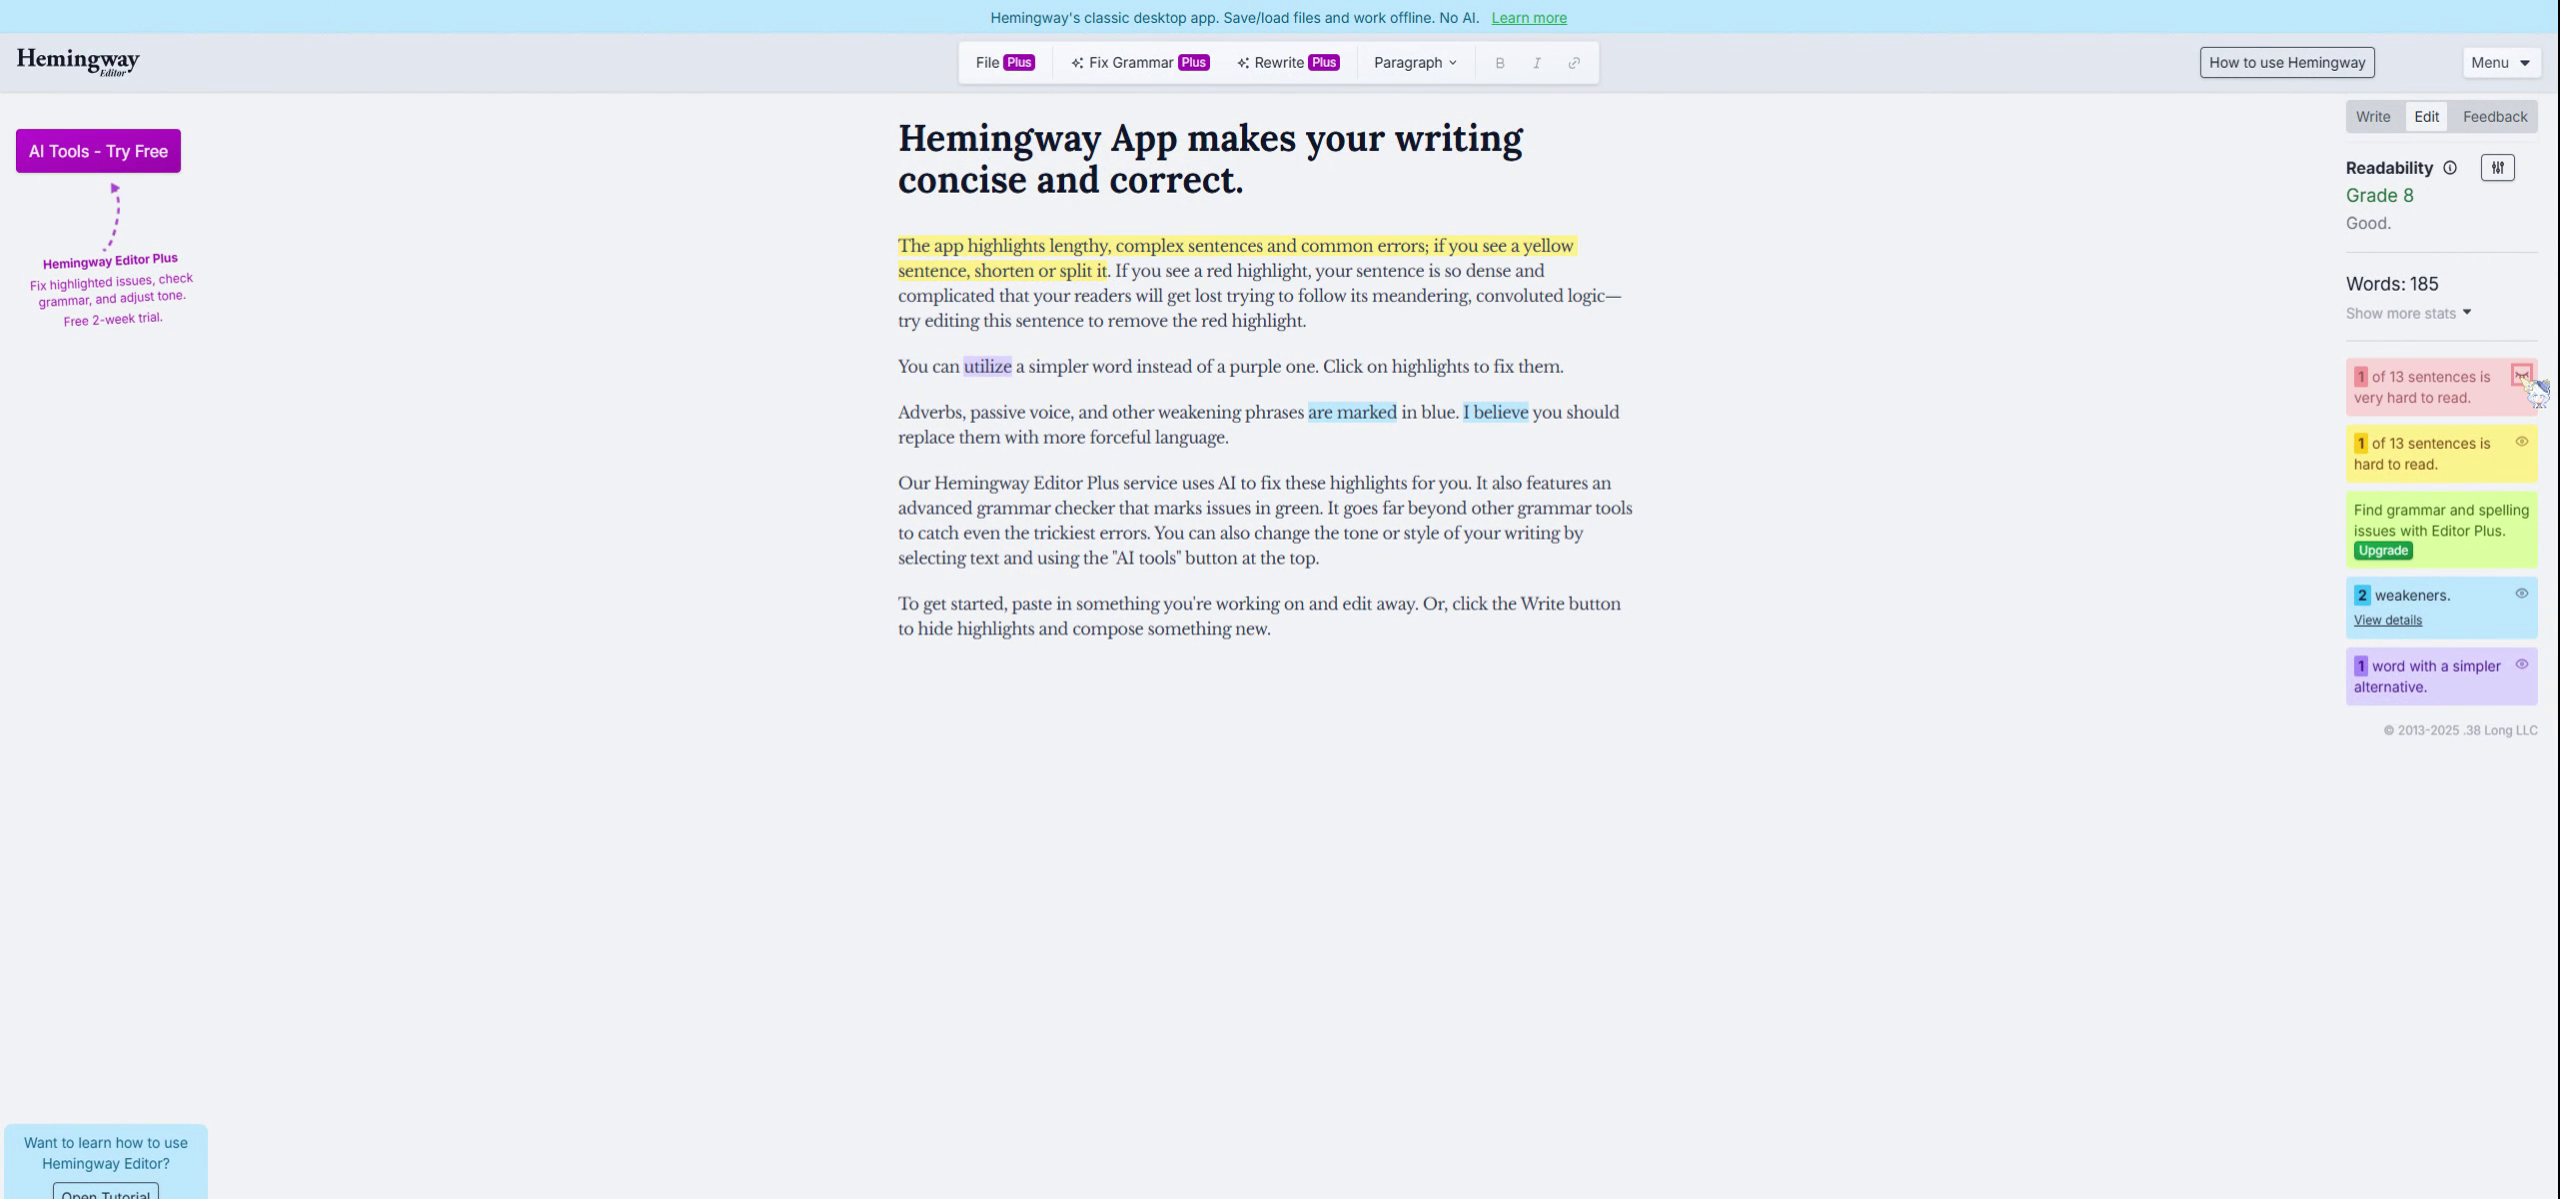 Hemingway's classic desktop app. Save/load files and work offline. No AI. Learn more
Hemingway
Editor
File Plus
Fix Grammar Plus
Rewrite Plus
Paragraph
B
I
How to use Hemingway
Menu
AI Tools - Try Free
Hemingway Editor Plus
Fix highlighted issues, check
grammar, and adjust tone.
Free 2-week trial.
Hemingway App makes your writing
concise and correct.
The app highlights lengthy, complex sentences and common errors; if you see a yellow
sentence, shorten or split it. If you see a red highlight, your sentence is so dense and
complicated that your readers will get lost trying to follow its meandering, convoluted logic—
try editing this sentence to remove the red highlight.
You can utilize a simpler word instead of a purple one. Click on highlights to fix them.
Adverbs, passive voice, and other weakening phrases are marked in blue. I believe you should
replace them with more forceful language.
Our Hemingway Editor Plus service uses AI to fix these highlights for you. It also features an
advanced grammar checker that marks issues in green. It goes far beyond other grammar tools
to catch even the trickiest errors. You can also change the tone or style of your writing by
selecting text and using the "AI tools" button at the top.
To get started, paste in something you're working on and edit away. Or, click the Write button
to hide highlights and compose something new.
Write
Edit
Feedback
Readability
Grade 8
Good.
Words: 185
Show more stats
1 of 13 sentences is
very hard to read.
1 of 13 sentences is
hard to read.
Find grammar and spelling
issues with Editor Plus.
Upgrade
2 weakeners.
View details
1 word with a simpler
alternative.
© 2013-2025 .38 Long LLC
Want to learn how to use
Hemingway Editor?
Open Tutorial